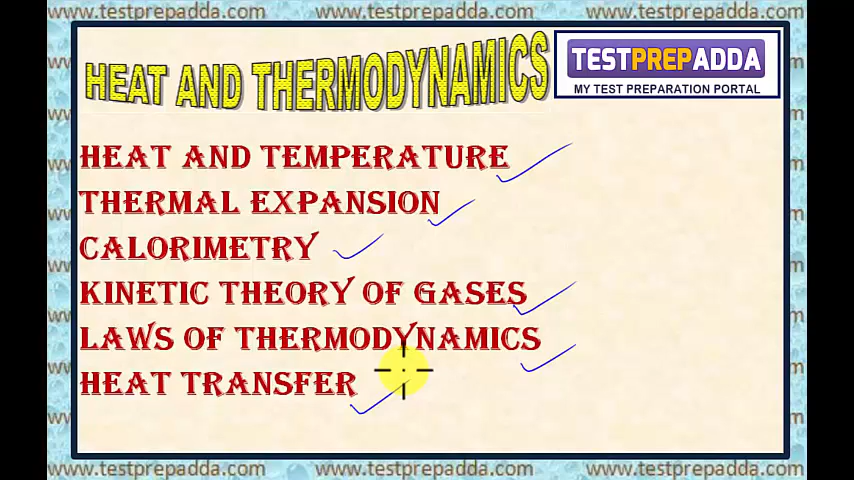 www.testprepadda.com www.testprepadda.com www.testprepadda.com
HEAT AND THERMODYNAMICS
TESTPREPADDA
MY TEST PREPARATION PORTAL
HEAT AND TEMPERATURE
THERMAL EXPANSION
CALORIMETRY
KINETIC THEORY OF GASES
LAWS OF THERMODYNAMICS
HEAT TRANSFER
www.testprepadda.com www.testprepadda.com www.testprepadda.com